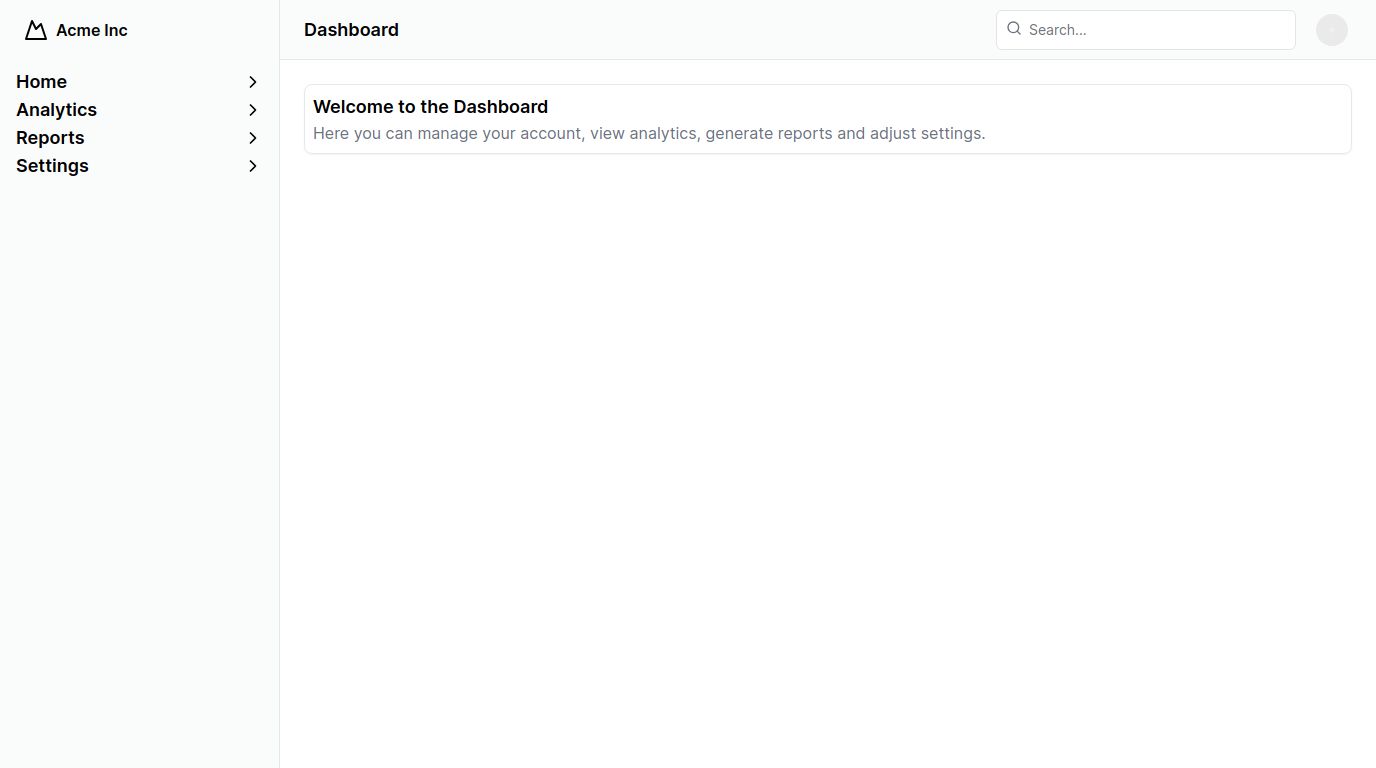 Acme Inc
Home
Analytics
Reports
Settings
Dashboard
Search...
Welcome to the Dashboard
Here you can manage your account, view analytics, generate reports and adjust settings.